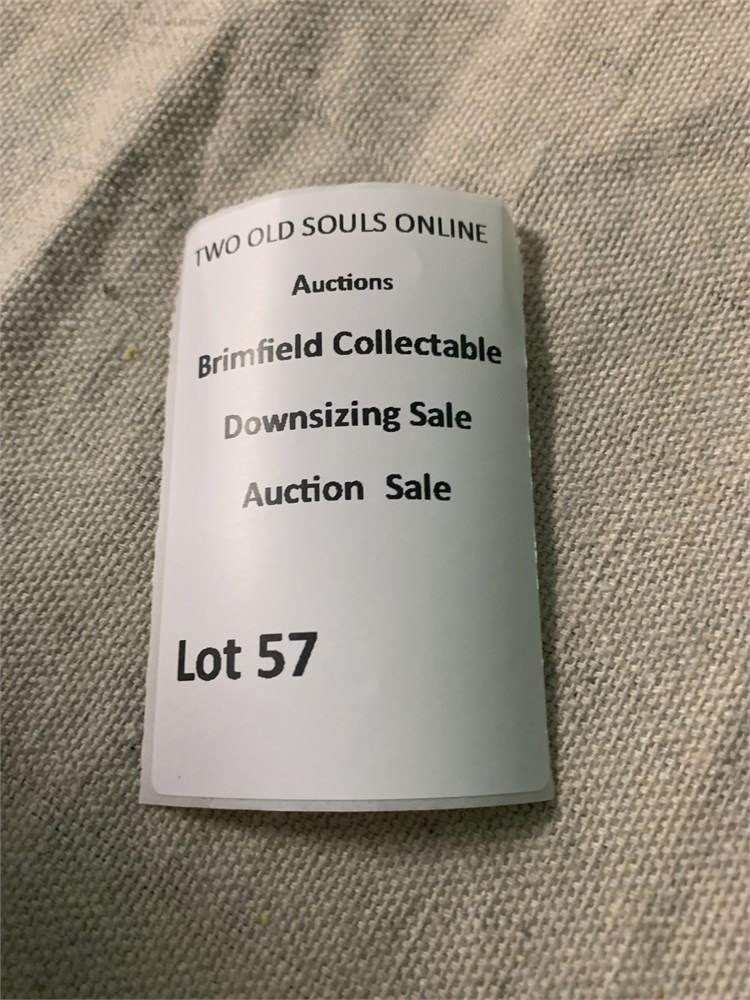 TWO OLD SOULS ONLINE
Auctions
Brimfield Collectable
Downsizing Sale
Auction Sale
Lot 57